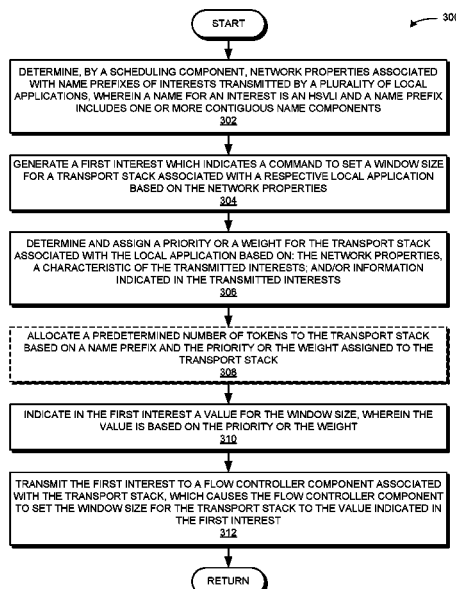 START
300
DETERMINE, BY A SCHEDULING COMPONENT, NETWORK PROPERTIES ASSOCIATED
WITH NAME PREFIXES OF INTERESTS TRANSMITTED BY A PLURALITY OF LOCAL
APPLICATIONS, WHEREIN A NAME FOR AN INTEREST IS AN HSVLI AND A NAME PREFIX
INCLUDES ONE OR MORE CONTIGUOUS NAME COMPONENTS
302
GENERATE A FIRST INTEREST WHICH INDICATES A COMMAND TO SET A WINDOW SIZE
FOR A TRANSPORT STACK ASSOCIATED WITH A RESPECTIVE LOCAL APPLICATION
BASED ON THE NETWORK PROPERTIES
304
DETERMINE AND ASSIGN A PRIORITY OR A WEIGHT FOR THE TRANSPORT STACK
ASSOCIATED WITH THE LOCAL APPLICATION BASED ON: THE NETWORK PROPERTIES,
A CHARACTERISTIC OF THE TRANSMITTED INTERESTS; AND/OR INFORMATION
INDICATED IN THE TRANSMITTED INTERESTS
306
ALLOCATE A PREDETERMINED NUMBER OF TOKENS TO THE TRANSPORT STACK
BASED ON A NAME PREFIX AND THE PRIORITY OR THE WEIGHT ASSIGNED TO THE
TRANSPORT STACK
308
INDICATE IN THE FIRST INTEREST A VALUE FOR THE WINDOW SIZE, WHEREIN THE
VALUE IS BASED ON THE PRIORITY OR THE WEIGHT
310
TRANSMIT THE FIRST INTEREST TO A FLOW CONTROLLER COMPONENT ASSOCIATED
WITH THE TRANSPORT STACK, WHICH CAUSES THE FLOW CONTROLLER COMPONENT
TO SET THE WINDOW SIZE FOR THE TRANSPORT STACK TO THE VALUE INDICATED IN
THE FIRST INTEREST
312
RETURN